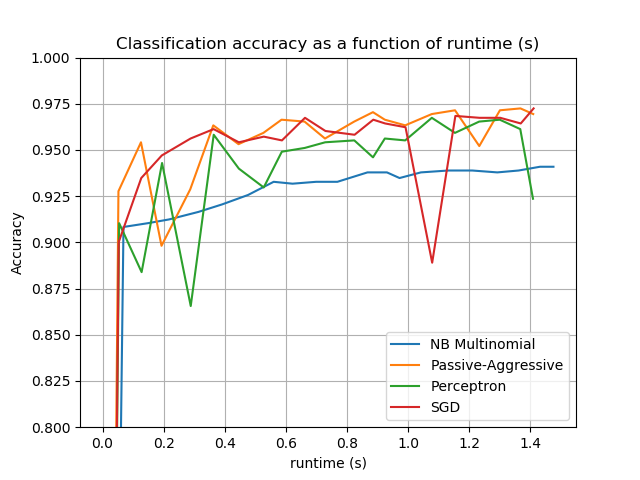 Classification accuracy as a function of runtime (s)
1.000
0.975
0.950
0.925
0.900
0.875
0.850
0.825
0.800
Accuracy
NB Multinomial
Passive-Aggressive
Perceptron
SGD
0.0 0.2 0.4 0.6 0.8 1.0 1.2 1.4
runtime (s)